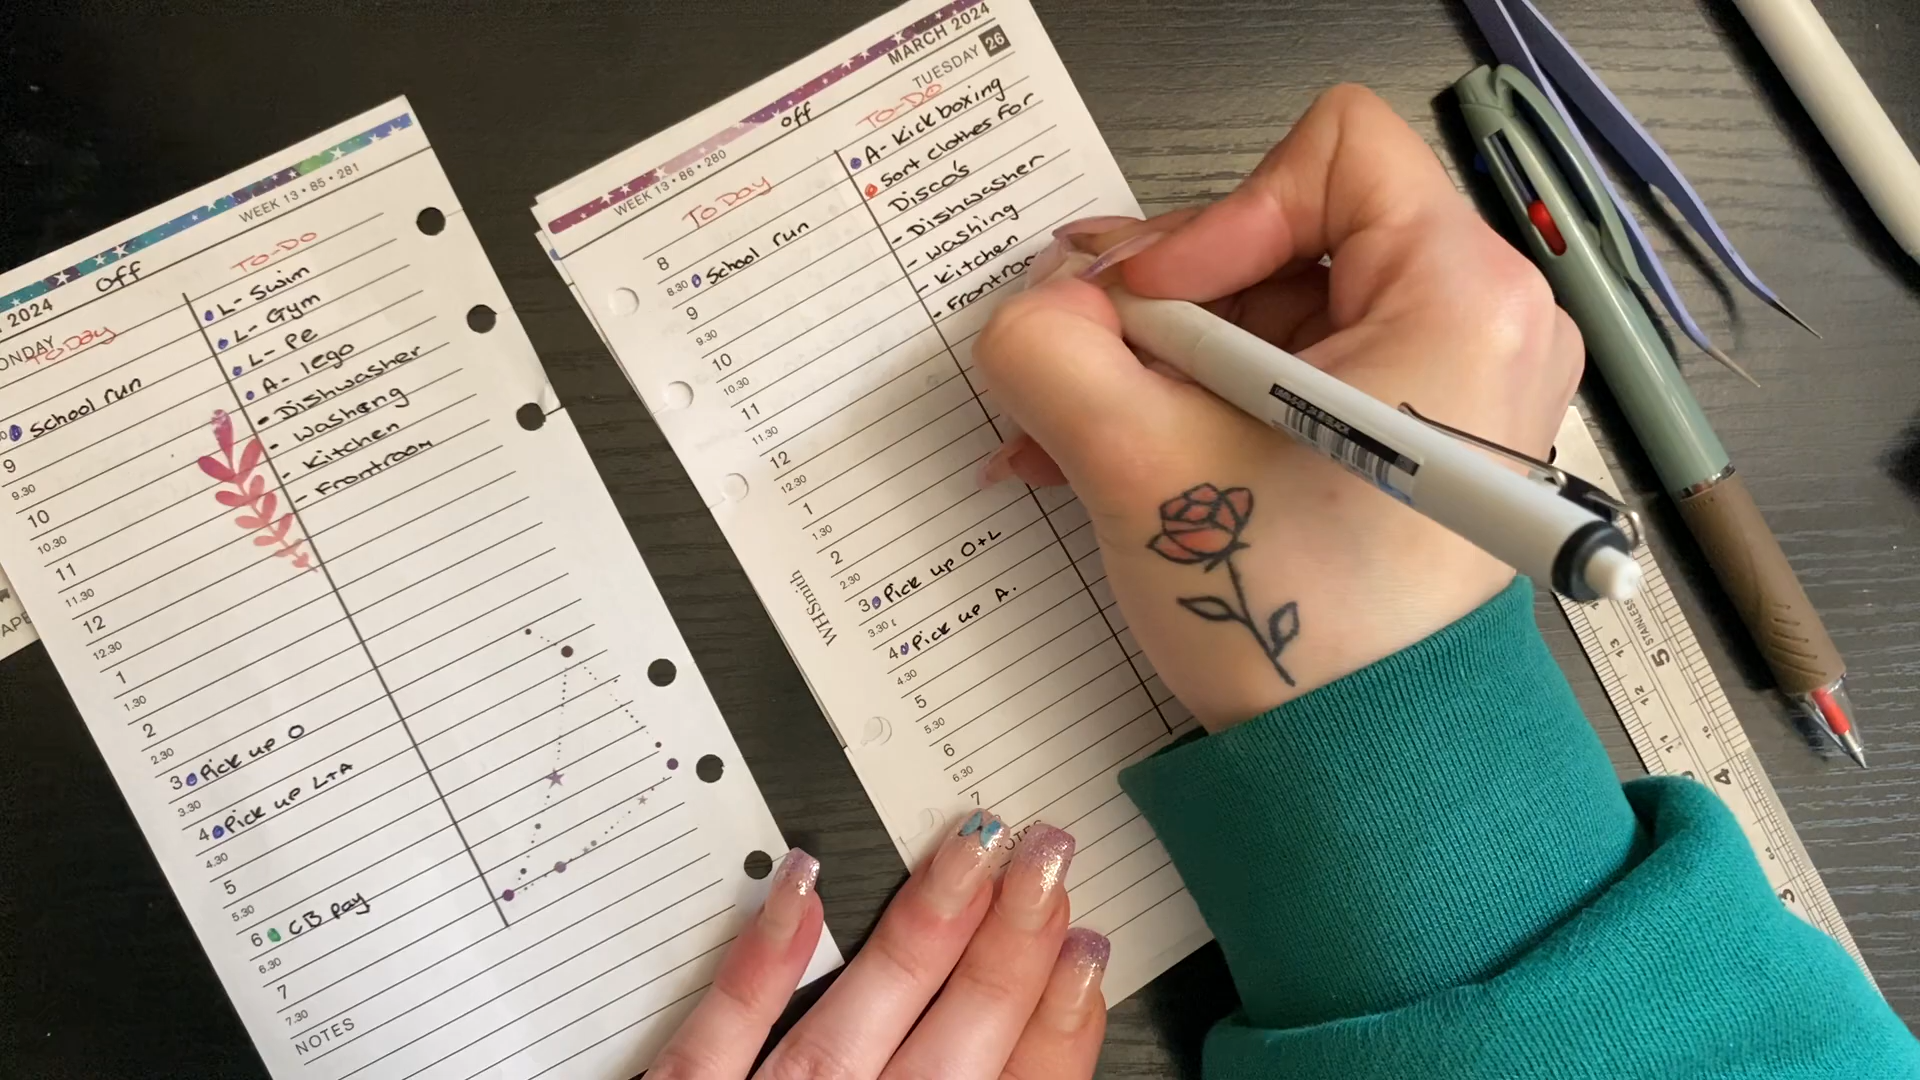 2024
Off
WEEK 13 • 85 • 281
ONDAY
TODay
TO-DO
School run
L- Swim
L- Gym
L- Pe
A- lego
- Dishwasher
- washing
- Kitchen
- Frontroom
9
9.30
10
10.30
11
11.30
12
12.30
1
1.30
2
2.30
3 Pick up O
3.30
4 Pick up L+A
4.30
5
5.30
6 CB pay
6.30
7
7.30
NOTES
MARCH 2024
TUESDAY 26
off
WEEK 13 • 86 • 280
TODay
TO-DO
A- Kickboxing
Sort clothes for
Disco's
- Dishwasher
- washing
- Kitchen
- Frontroo
8
8.30 School run
9
9.30
10
10.30
11
11.30
12
12.30
1
1.30
2
2.30
3 Pick up O+L
3.30
4 Pick up A.
4.30
5
5.30
6
6.30
7
WHSmith
STAINLESS